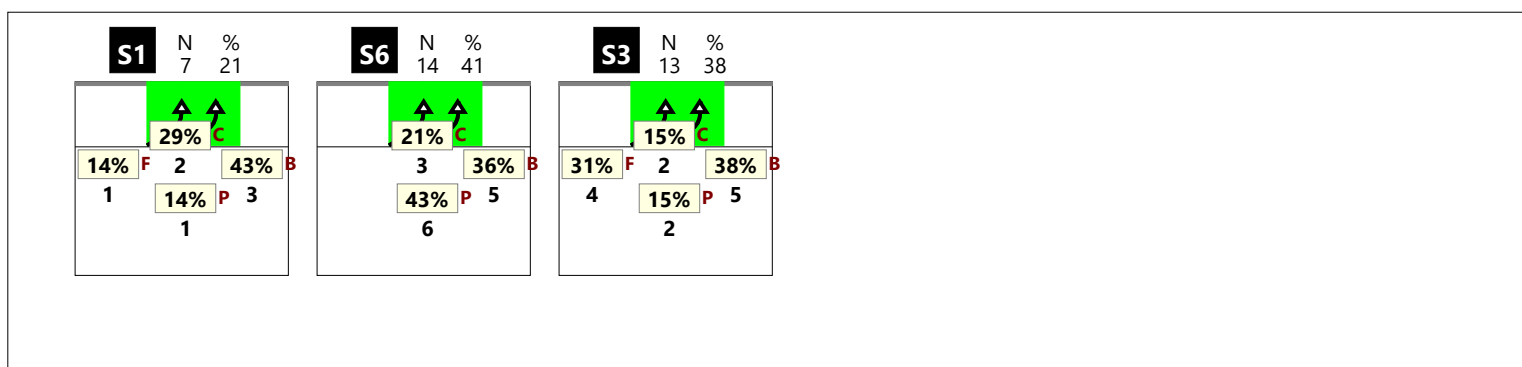 S1 N % S6 N % S3 N %
7 21 14 41 13 38
29% C 21% C 15% C
14% F 2 43% B 3 36% B 31% F 2 38% B
1 14% P 3 43% P 5 4 15% P 5
1 6 2